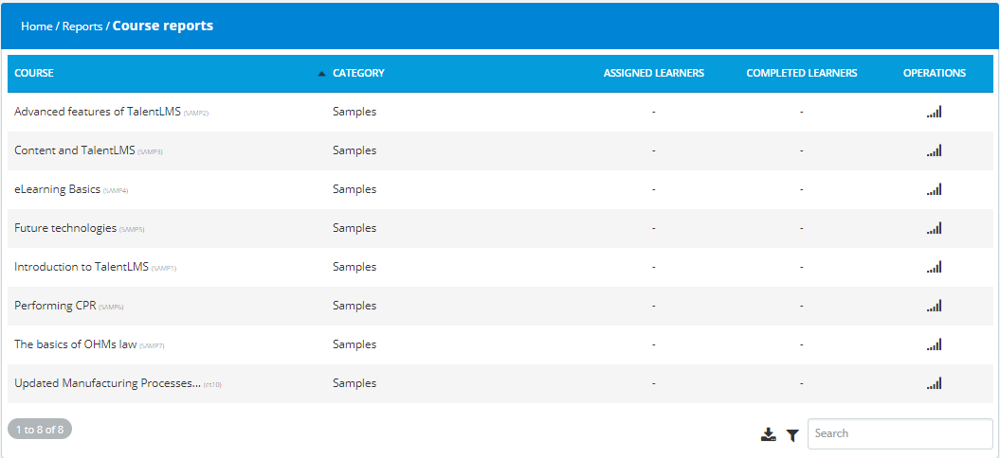 Home / Reports / Course reports
COURSE CATEGORY ASSIGNED LEARNERS COMPLETED LEARNERS OPERATIONS
Advanced features of TalentLMS (SAMP2) Samples - -
Content and TalentLMS (SAMP3) Samples - -
eLearning Basics (SAMP4) Samples - -
Future technologies (SAMP5) Samples - -
Introduction to TalentLMS (SAMP1) Samples - -
Performing CPR (SAMP6) Samples - -
The basics of OHMs law (SAMP7) Samples - -
Updated Manufacturing Processes... (cs10) Samples - -
1 to 8 of 8 Search